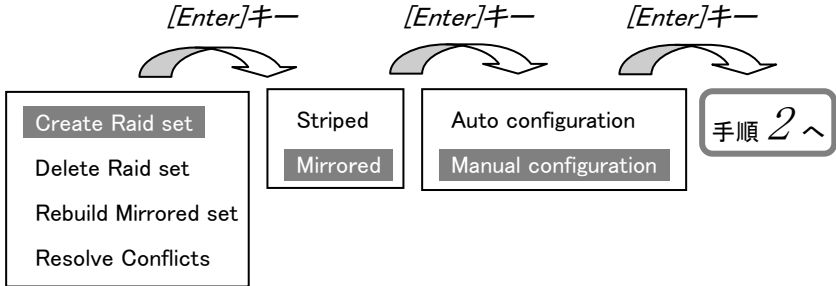 [Enter]キー
[Enter]キー
[Enter]キー
Create Raid set
Delete Raid set
Rebuild Mirrored set
Resolve Conflicts
Striped
Mirrored
Auto configuration
Manual configuration
手順 2 へ